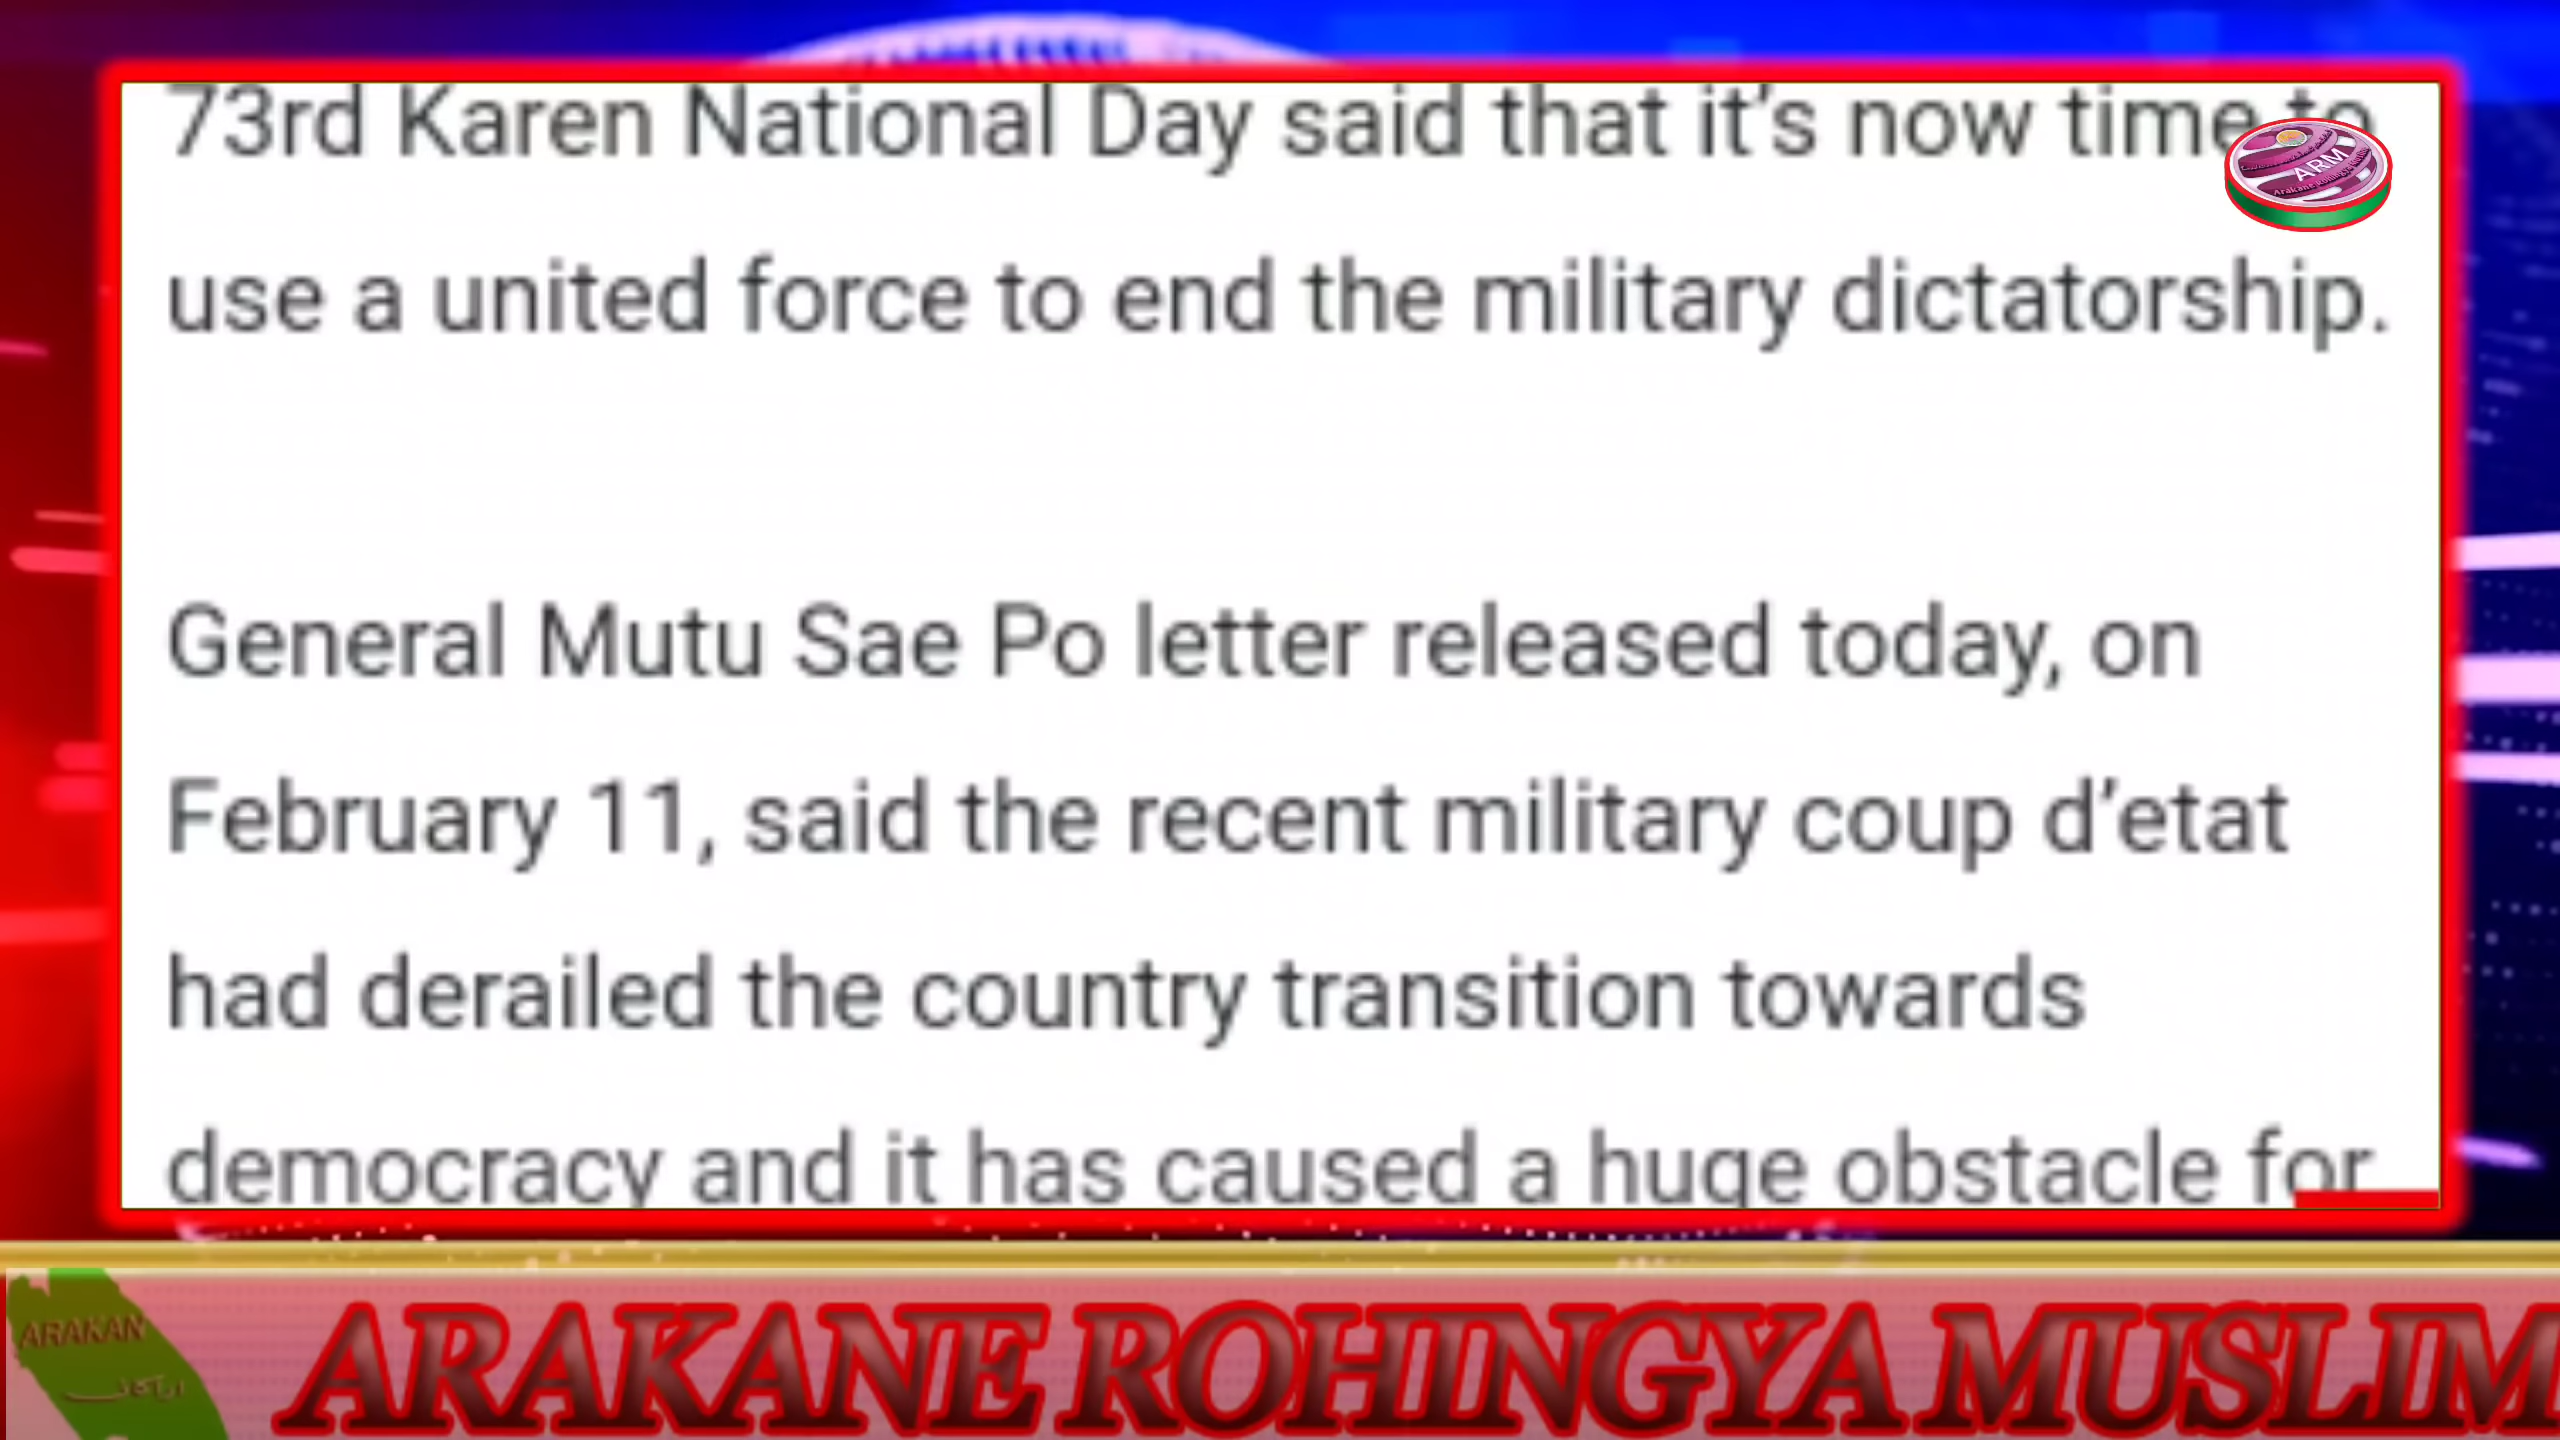 73rd Karen National Day said that it's now time to
ARM
use a united force to end the military dictatorship.
General Mutu Sae Po letter released today, on
February 11, said the recent military coup d'etat
had derailed the country transition towards
democracy and it has caused a huge obstacle for
ARAKAN
اراكان
ARAKANE ROHINGYA MUSLIM